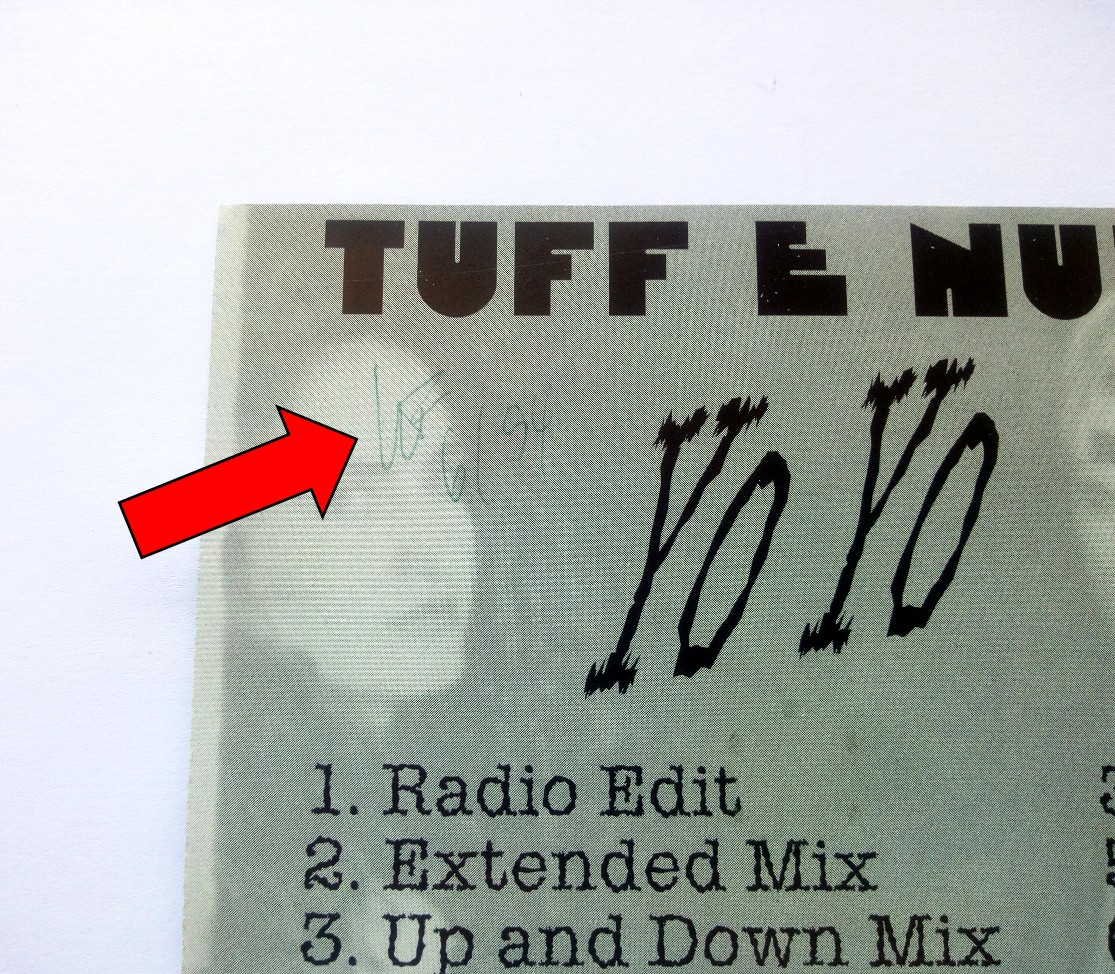 TUFF E NU
YO YO
1. Radio Edit
2. Extended Mix
3. Up and Down Mix